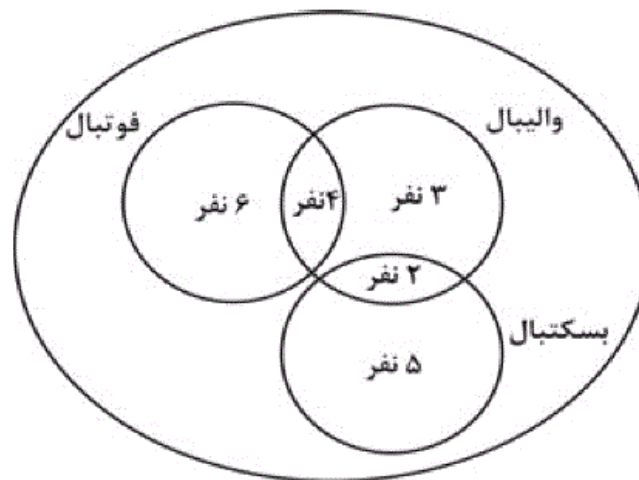 والیبال
فوتبال
۳ نفر
۴نفر
۶ نفر
۲ نفر
بسکتبال
۵ نفر